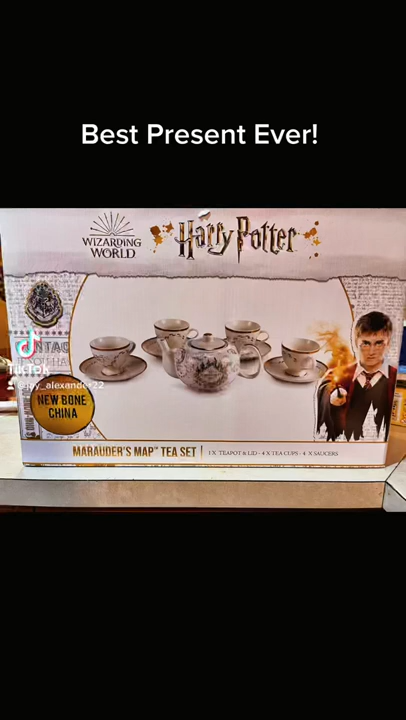 Best Present Ever!
WIZARDING
WORLD
Harry Potter
TikTok
@jay_alexander22
NEW BONE
CHINA
MARAUDER'S MAP™ TEA SET
1 X TEAPOT & LID - 4 X TEA CUPS - 4 X SAUCERS